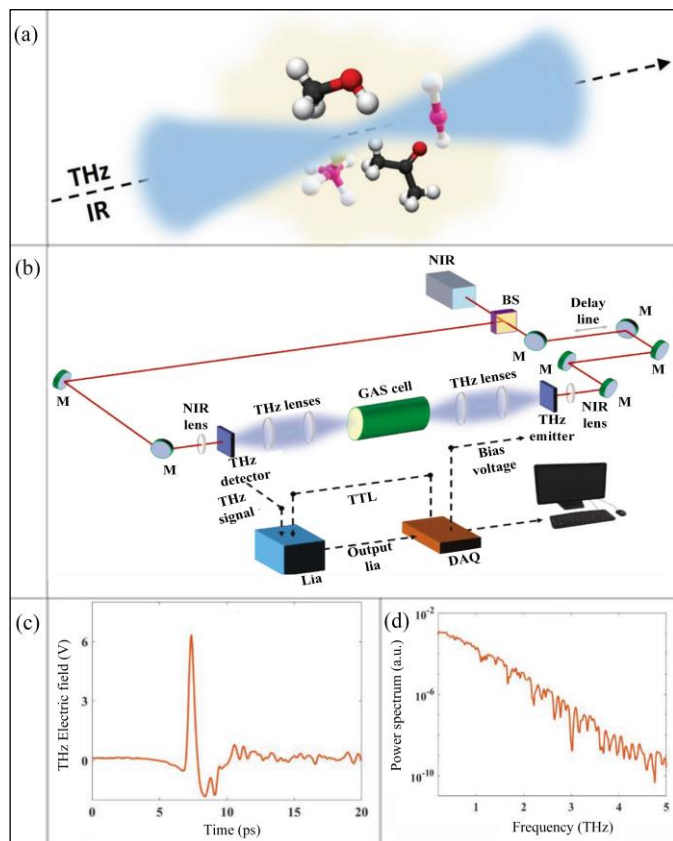 (a)
THz
IR
(b)
NIR
BS
Delay
line
M
M
M
M
M
M
M
NIR
lens
THz lenses
GAS cell
THz lenses
THz
emitter
NIR
lens
THz
detector
THz
signal
TTL
Bias
voltage
Output
lia
Lia
DAQ
(c)
THz Electric field (V)
6
3
0
0
5
10
15
20
Time (ps)
(d)
Power spectrum (a.u.)
10-2
10-6
10-10
1
2
3
4
5
Frequency (THz)